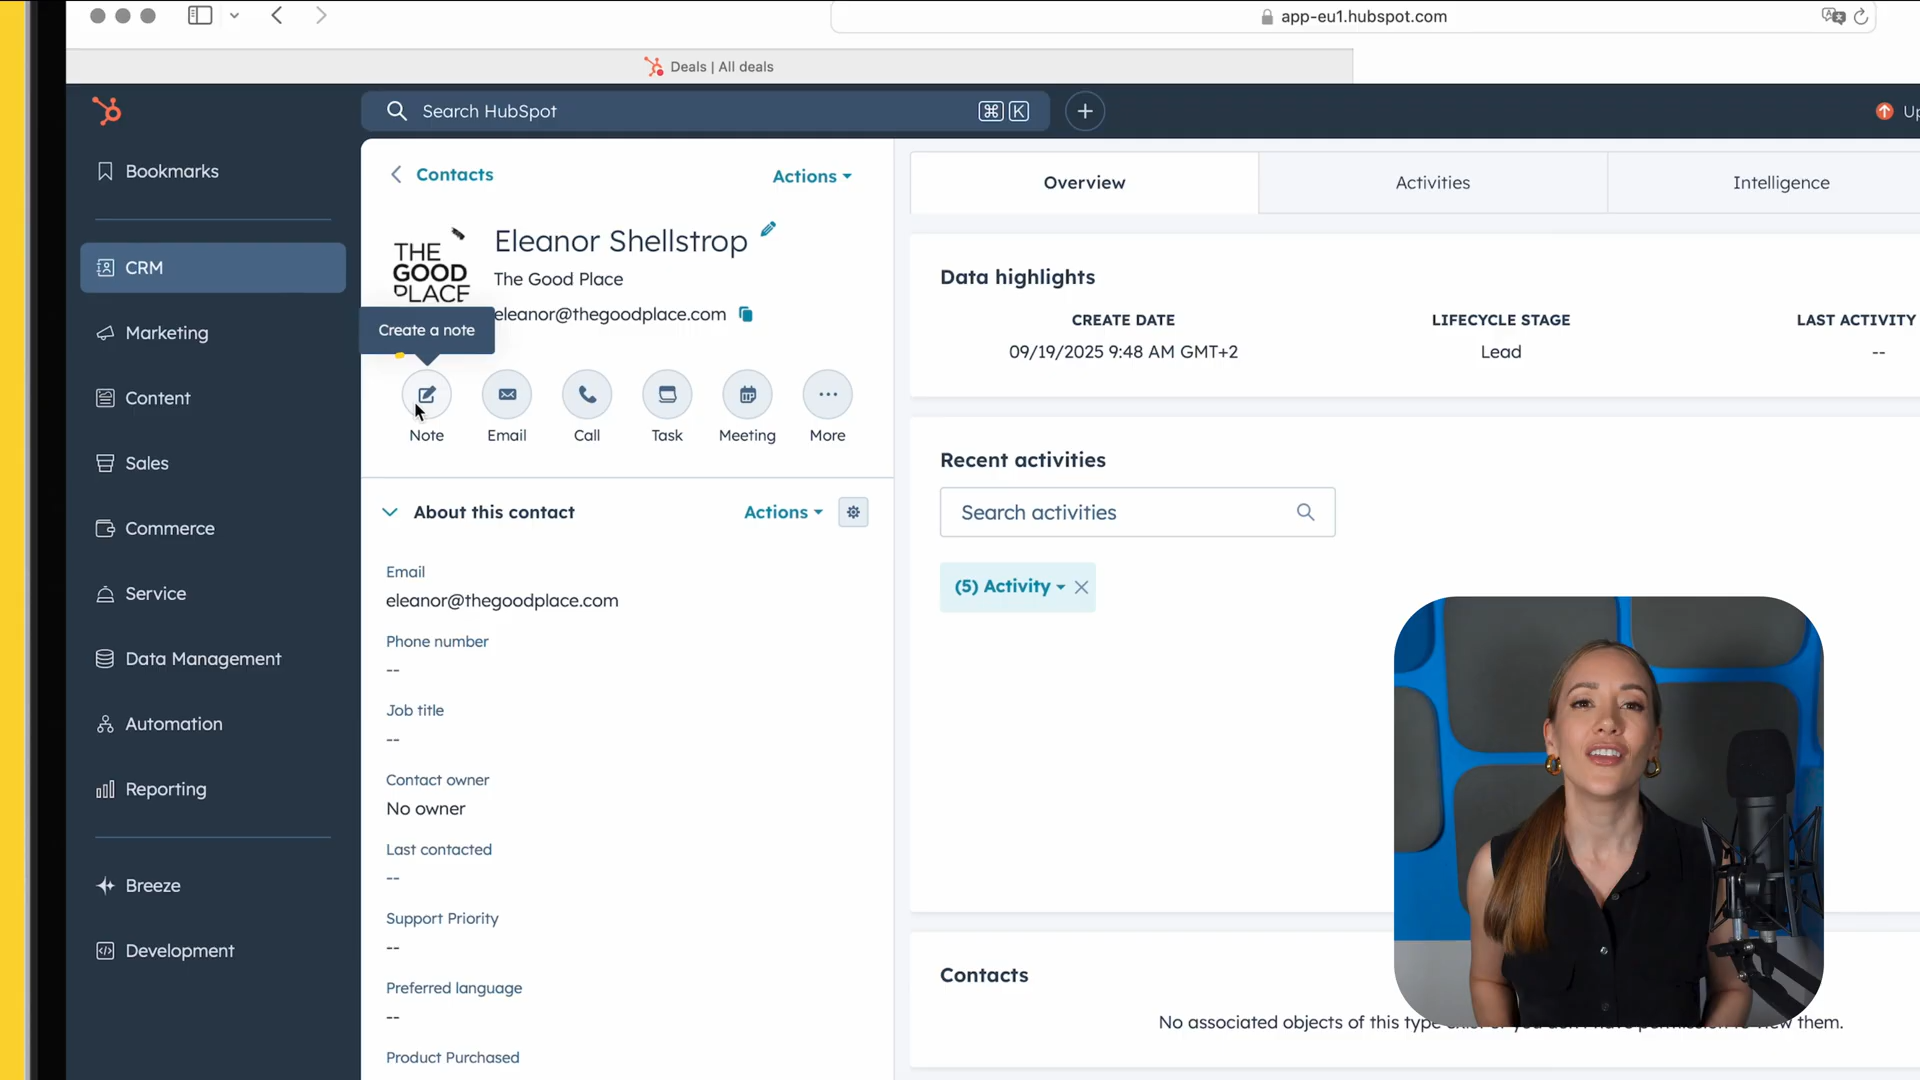 app-eu1.hubspot.com
Deals | All deals
Search HubSpot
⌘ K
Up
Bookmarks
CRM
Marketing
Content
Sales
Commerce
Service
Data Management
Automation
Reporting
Breeze
Development
Contacts
Actions
THE
GOOD
PLACE
Eleanor Shellstrop
The Good Place
eleanor@thegoodplace.com
Create a note
Note
Email
Call
Task
Meeting
More
About this contact
Actions
Email
eleanor@thegoodplace.com
Phone number
--
Job title
--
Contact owner
No owner
Last contacted
--
Support Priority
--
Preferred language
--
Product Purchased
Overview
Activities
Intelligence
Data highlights
CREATE DATE
09/19/2025 9:48 AM GMT+2
LIFECYCLE STAGE
Lead
LAST ACTIVITY
--
Recent activities
Search activities
(5) Activity
Contacts
No associated objects of this type them.